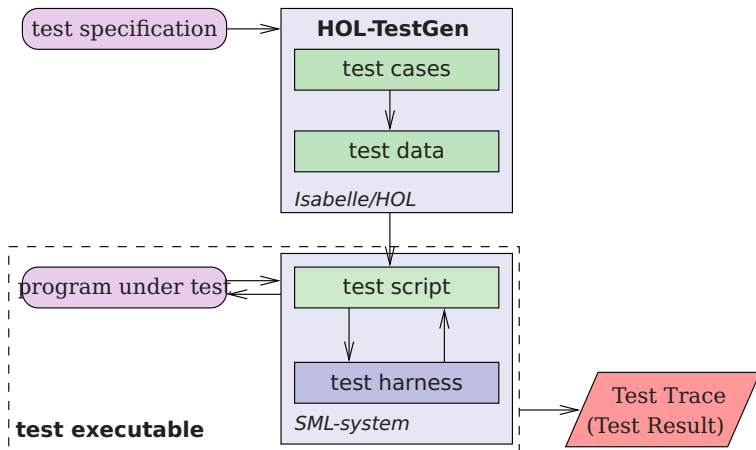 test specification
HOL-TestGen
test cases
test data
Isabelle/HOL
program under test
test script
test harness
SML-system
test executable
Test Trace
(Test Result)